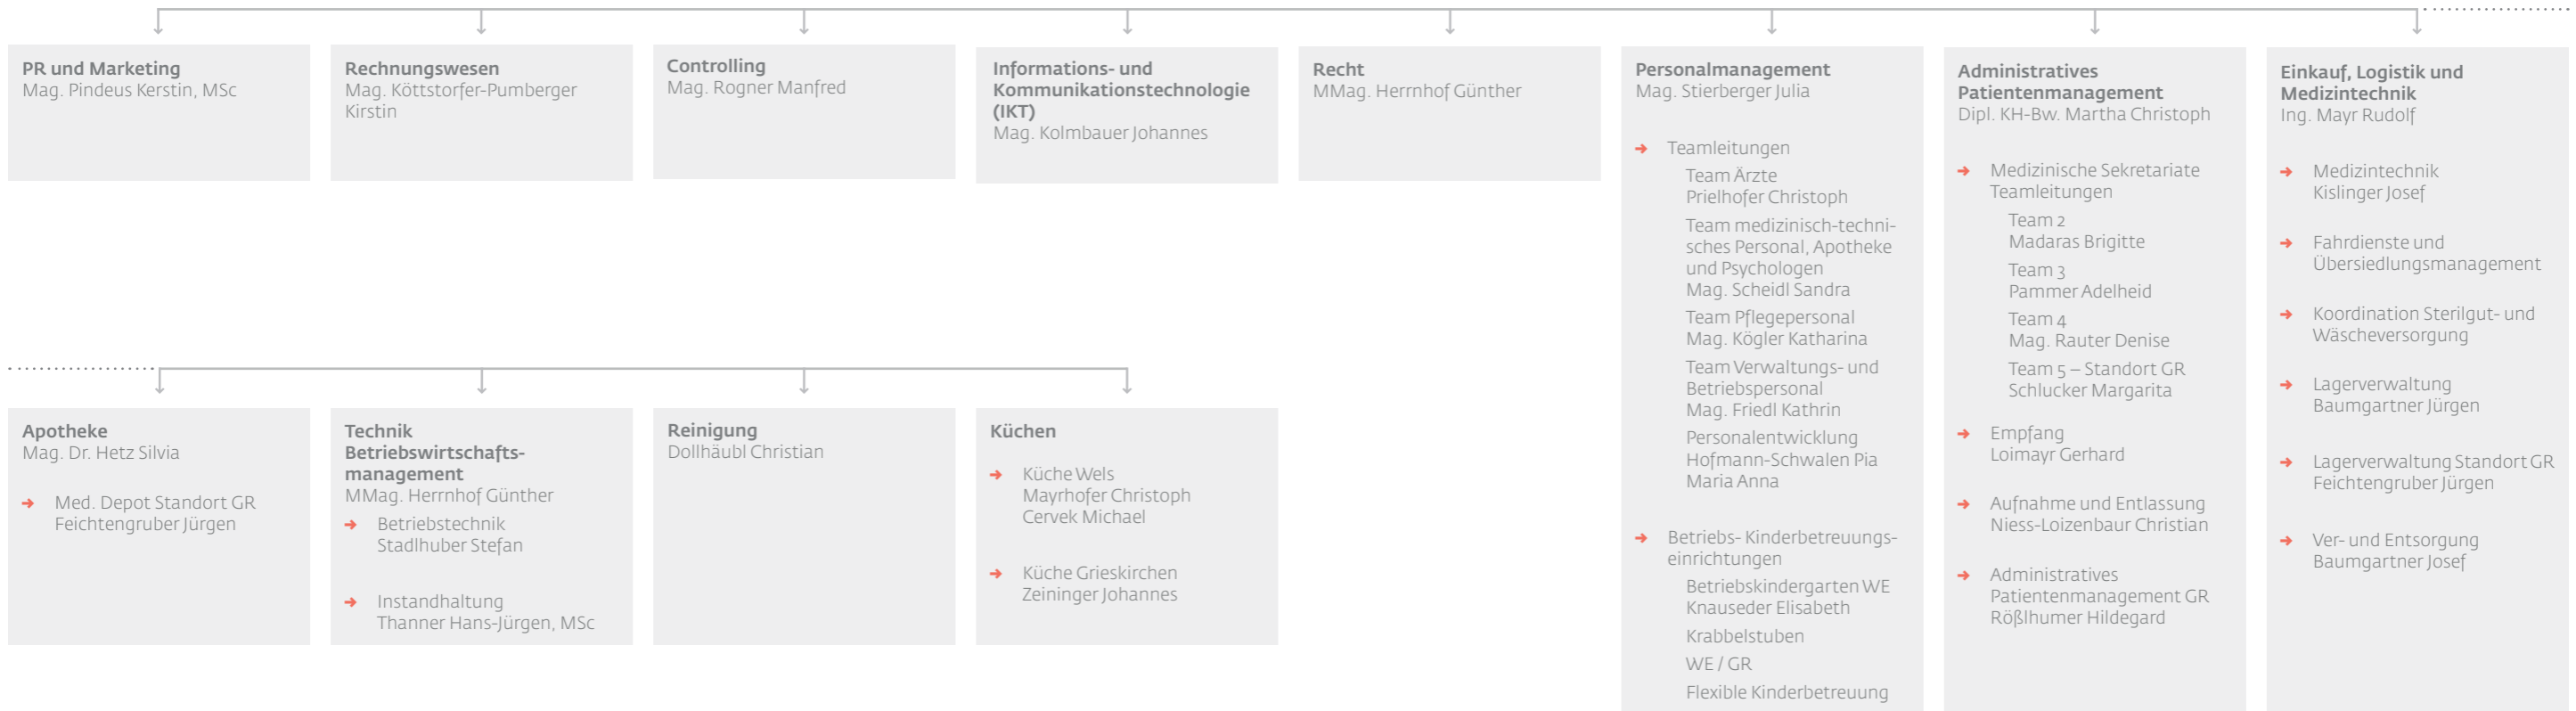 PR und Marketing
Mag. Pindeus Kerstin, MSc
Rechnungswesen
Mag. Köttstorfer-Pumberger
Kirstin
Controlling
Mag. Rogner Manfred
Informations- und
Kommunikationstechnologie
(IKT)
Mag. Kolmbauer Johannes
Recht
MMag. Herrnhof Günther
Personalmanagement
Mag. Stierberger Julia
Teamleitungen
Team Ärzte
Prielhofer Christoph
Team medizinisch-techni-
sches Personal, Apotheke
und Psychologen
Mag. Scheidl Sandra
Team Pflegepersonal
Mag. Kögler Katharina
Team Verwaltungs- und
Betriebspersonal
Mag. Friedl Kathrin
Personalentwicklung
Hofmann-Schwalen Pia
Maria Anna
Betriebs- Kinderbetreuungs-
einrichtungen
Betriebskindergarten WE
Knauseder Elisabeth
Krabbelstuben
WE / GR
Flexible Kinderbetreuung
Administratives
Patientenmanagement
Dipl. KH-Bw. Martha Christoph
Medizinische Sekretariate
Teamleitungen
Team 2
Madaras Brigitte
Team 3
Pammer Adelheid
Team 4
Mag. Rauter Denise
Team 5 – Standort GR
Schlucker Margarita
Empfang
Loimayr Gerhard
Aufnahme und Entlassung
Niess-Loizenbaur Christian
Administratives
Patientenmanagement GR
Rößlhumer Hildegard
Einkauf, Logistik und
Medizintechnik
Ing. Mayr Rudolf
Medizintechnik
Kislinger Josef
Fahrdienste und
Übersiedlungsmanagement
Koordination Sterilgut- und
Wäscheversorgung
Lagerverwaltung
Baumgartner Jürgen
Lagerverwaltung Standort GR
Feichtengruber Jürgen
Ver- und Entsorgung
Baumgartner Josef
Apotheke
Mag. Dr. Hetz Silvia
Med. Depot Standort GR
Feichtengruber Jürgen
Technik
Betriebswirtschafts-
management
MMag. Herrnhof Günther
Betriebstechnik
Stadlhuber Stefan
Instandhaltung
Thanner Hans-Jürgen, MSc
Reinigung
Dollhäubl Christian
Küchen
Küche Wels
Mayrhofer Christoph
Cervek Michael
Küche Grieskirchen
Zeininger Johannes